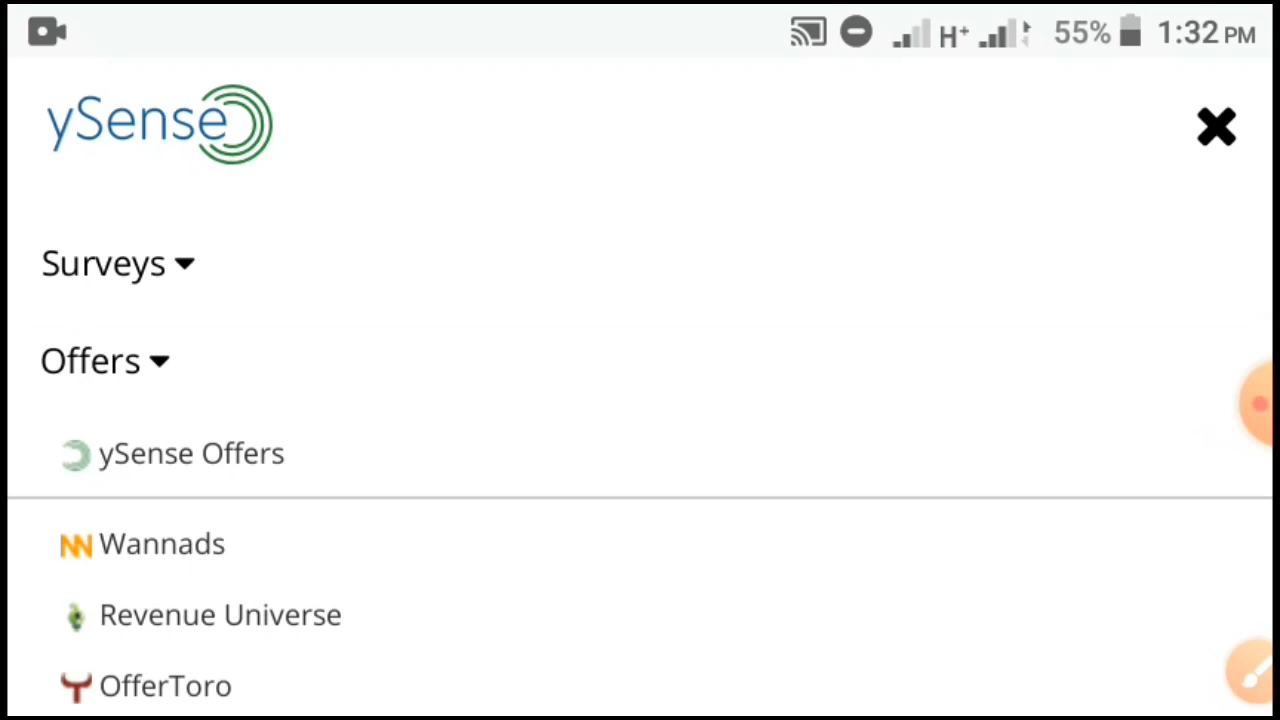 H+ 55% 1:32 PM
ySense
Surveys
Offers
ySense Offers
Wannads
Revenue Universe
OfferToro